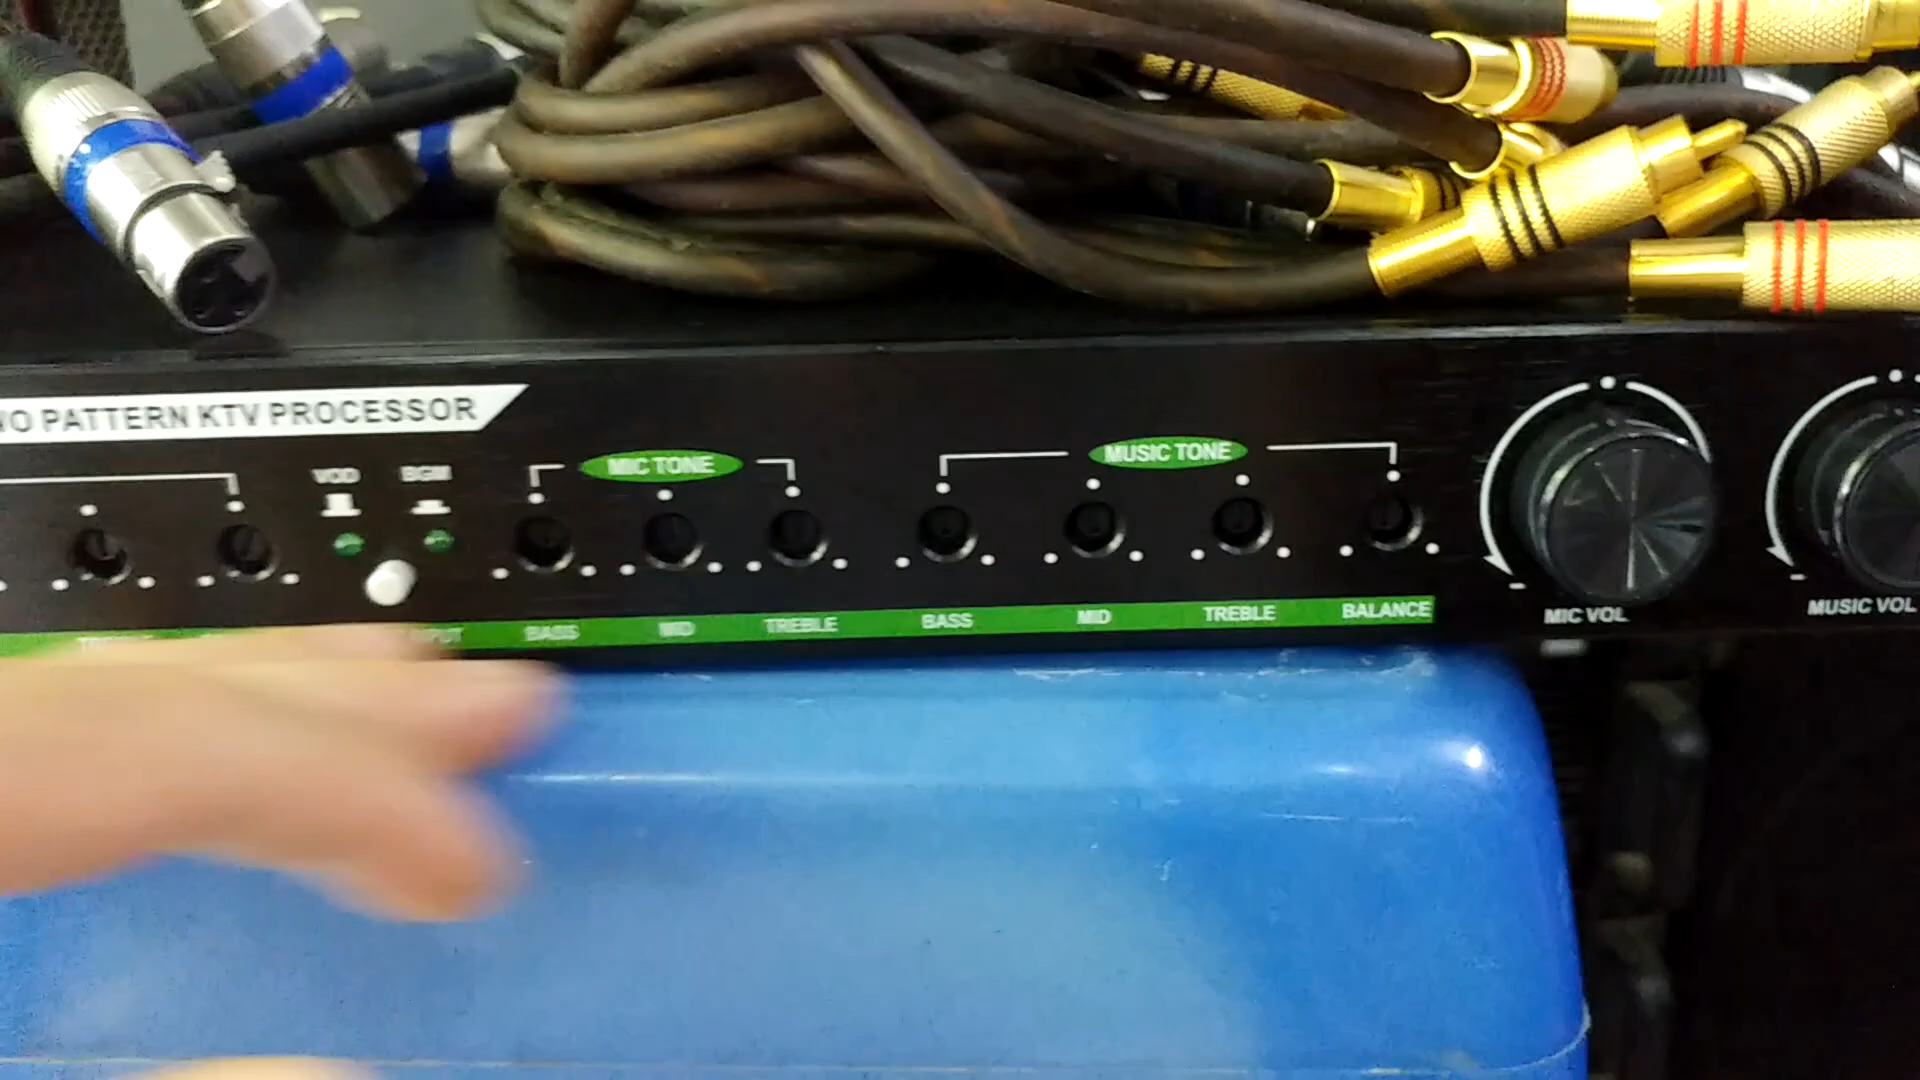 PATTERN KTV PROCESSOR
VOD BGM
MIC TONE
MUSIC TONE
BASS MID TREBLE BASS MID TREBLE BALANCE
MIC VOL MUSIC VOL